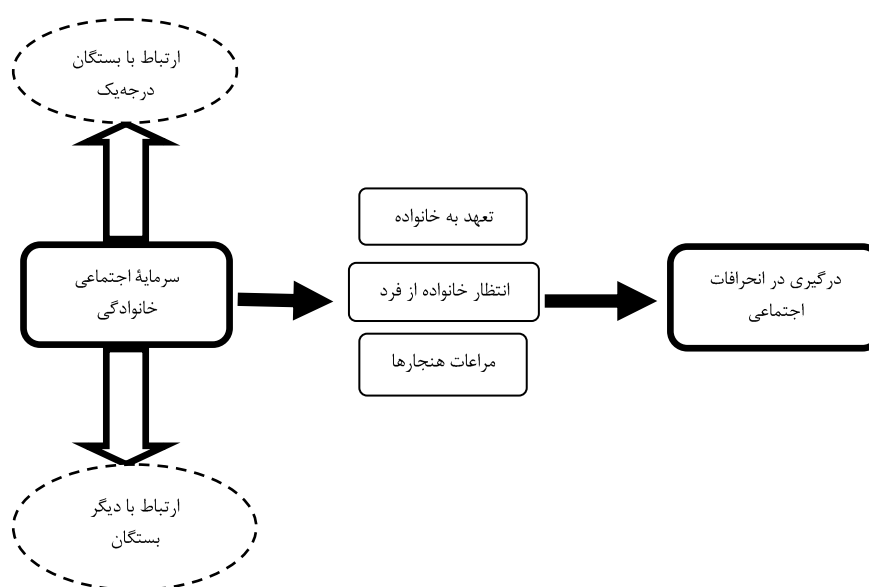 ارتباط با بستگان
درجه‌یک
سرمایهٔ اجتماعی
خانوادگی
تعهد به خانواده
انتظار خانواده از فرد
مراعات هنجارها
درگیری در انحرافات
اجتماعی
ارتباط با دیگر
بستگان